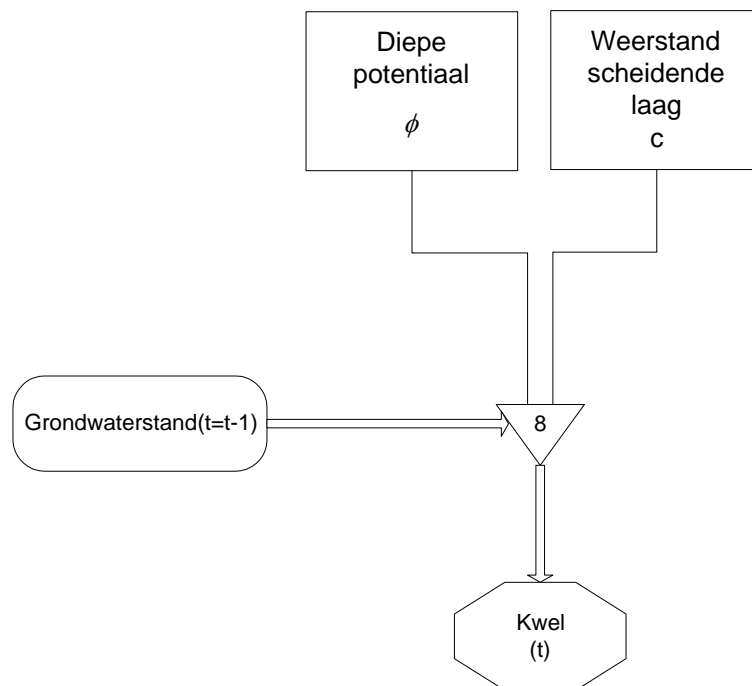 Diepe
potentiaal
ϕ
Weerstand
scheidende
laag
c
Grondwaterstand(t=t-1)
8
Kwel
(t)